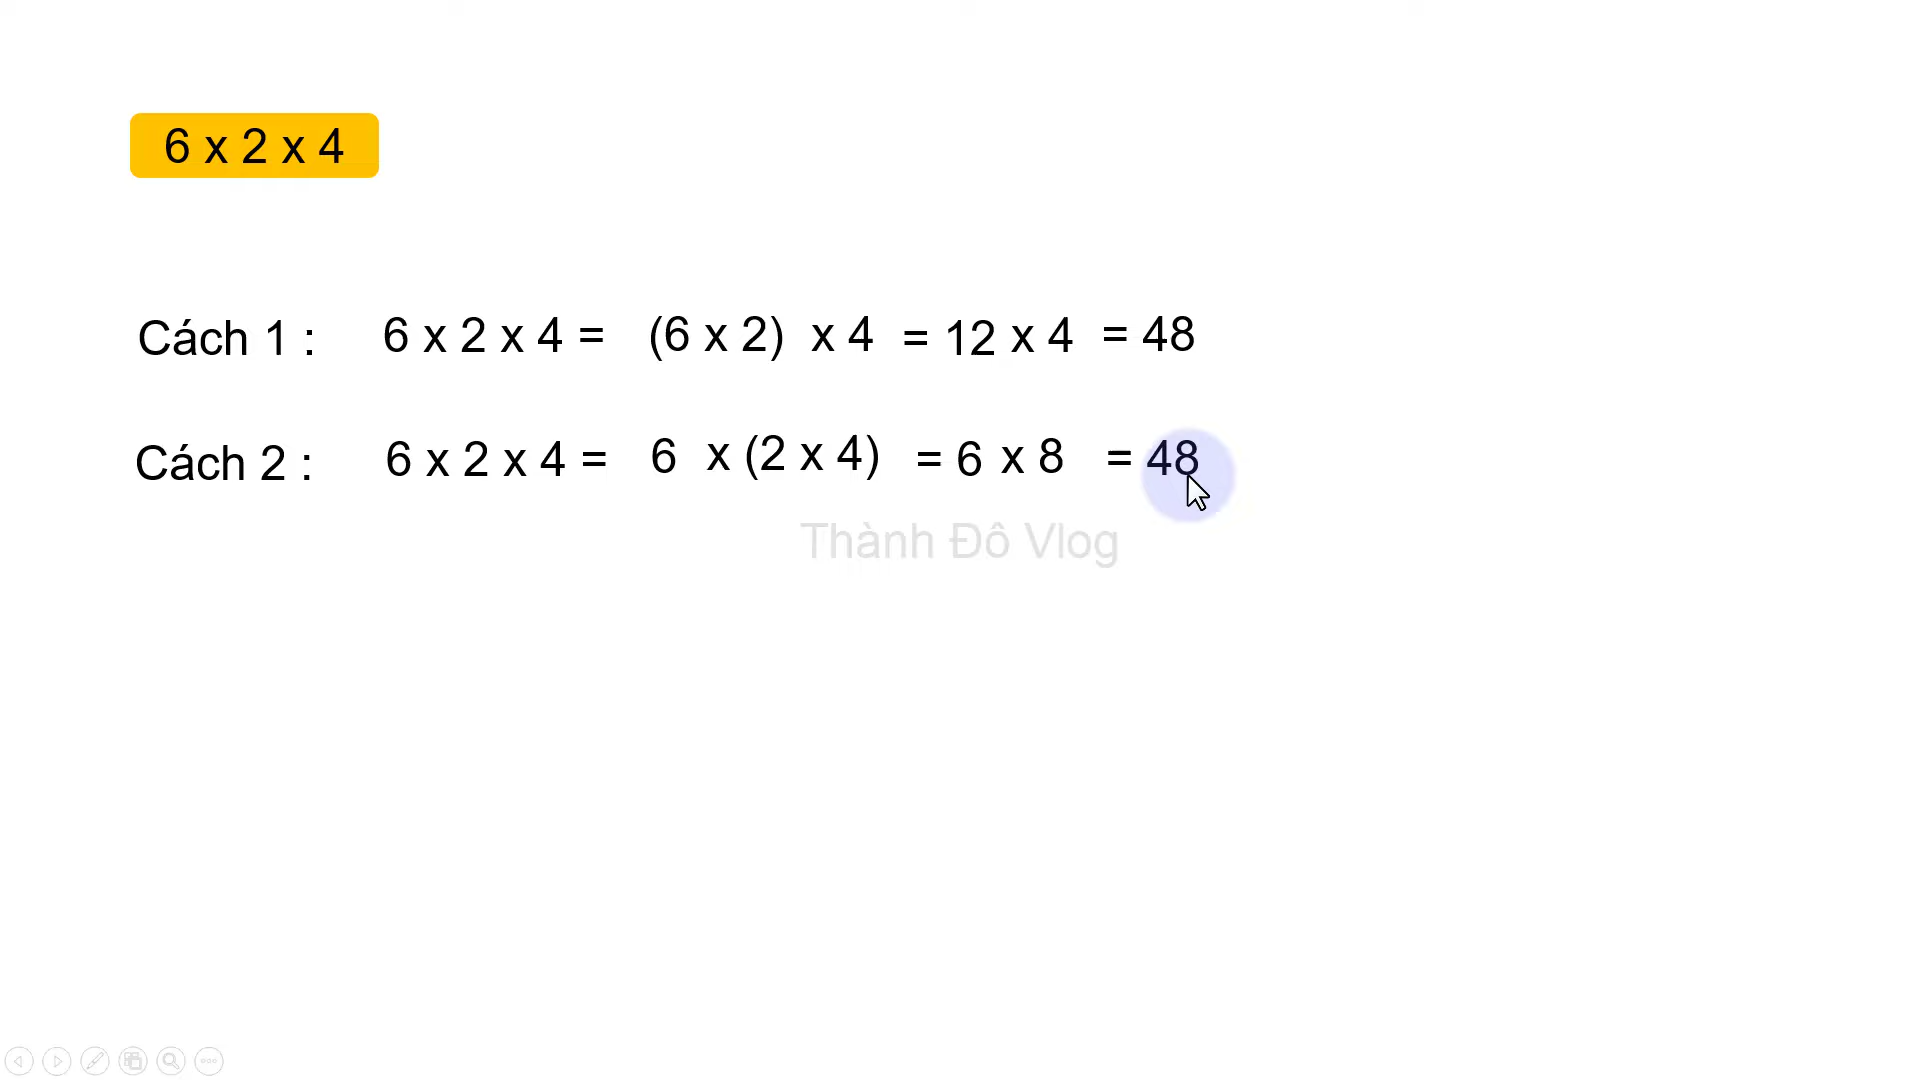 6 x 2 x 4
Cách 1 : 6 x 2 x 4 = (6 x 2) x 4 = 12 x 4 = 48
Cách 2 : 6 x 2 x 4 = 6 x (2 x 4) = 6 x 8 = 48
Thành Đô Vlog